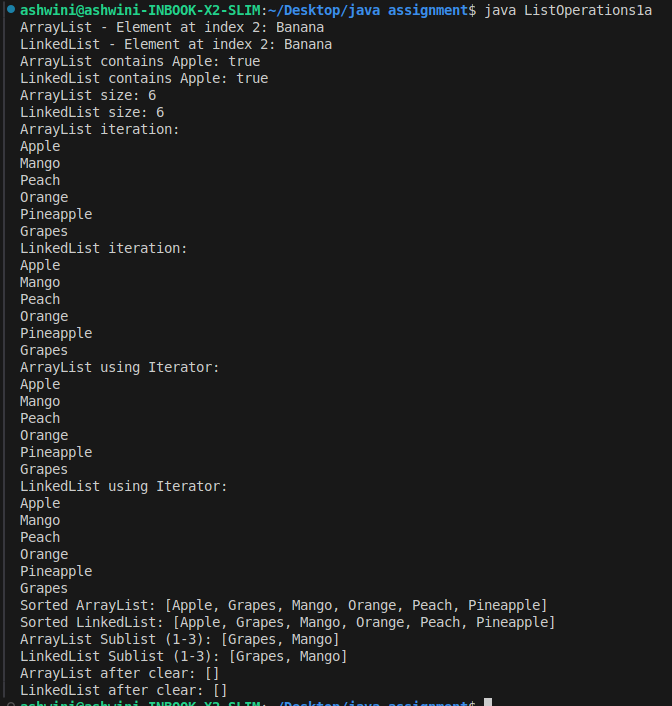 ashwini@ashwini-INBOOK-X2-SLIM:~/Desktop/java assignment$ java ListOperations1a
ArrayList - Element at index 2: Banana
LinkedList - Element at index 2: Banana
ArrayList contains Apple: true
LinkedList contains Apple: true
ArrayList size: 6
LinkedList size: 6
ArrayList iteration:
Apple
Mango
Peach
Orange
Pineapple
Grapes
LinkedList iteration:
Apple
Mango
Peach
Orange
Pineapple
Grapes
ArrayList using Iterator:
Apple
Mango
Peach
Orange
Pineapple
Grapes
LinkedList using Iterator:
Apple
Mango
Peach
Orange
Pineapple
Grapes
Sorted ArrayList: [Apple, Grapes, Mango, Orange, Peach, Pineapple]
Sorted LinkedList: [Apple, Grapes, Mango, Orange, Peach, Pineapple]
ArrayList Sublist (1-3): [Grapes, Mango]
LinkedList Sublist (1-3): [Grapes, Mango]
ArrayList after clear: []
LinkedList after clear: []
ashwini@ashwini-INBOOK-X2-SLIM:~/Desktop/java assignment$